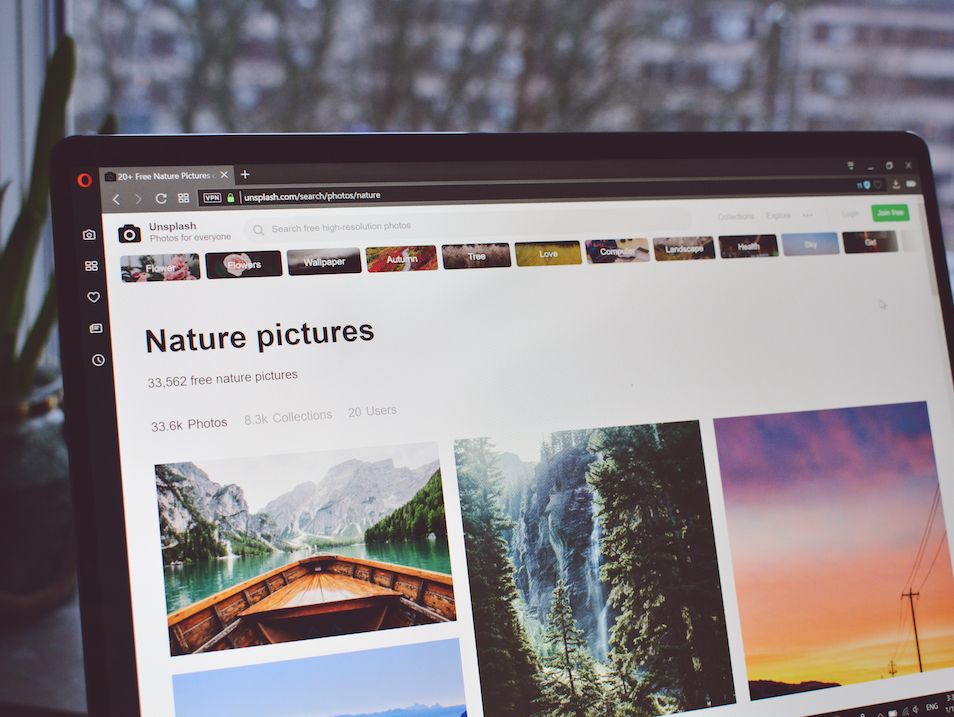 20+ Free Nature Pictures
VPN unsplash.com/search/photos/nature
Unsplash
Photos for everyone
Search free high-resolution photos
Collections Explore Login Join free
Flower Flowers Wallpaper Autumn Tree Love Computer Landscape Health Sky Girl
Nature pictures
33,562 free nature pictures
33.6k Photos 8.3k Collections 20 Users
ENG